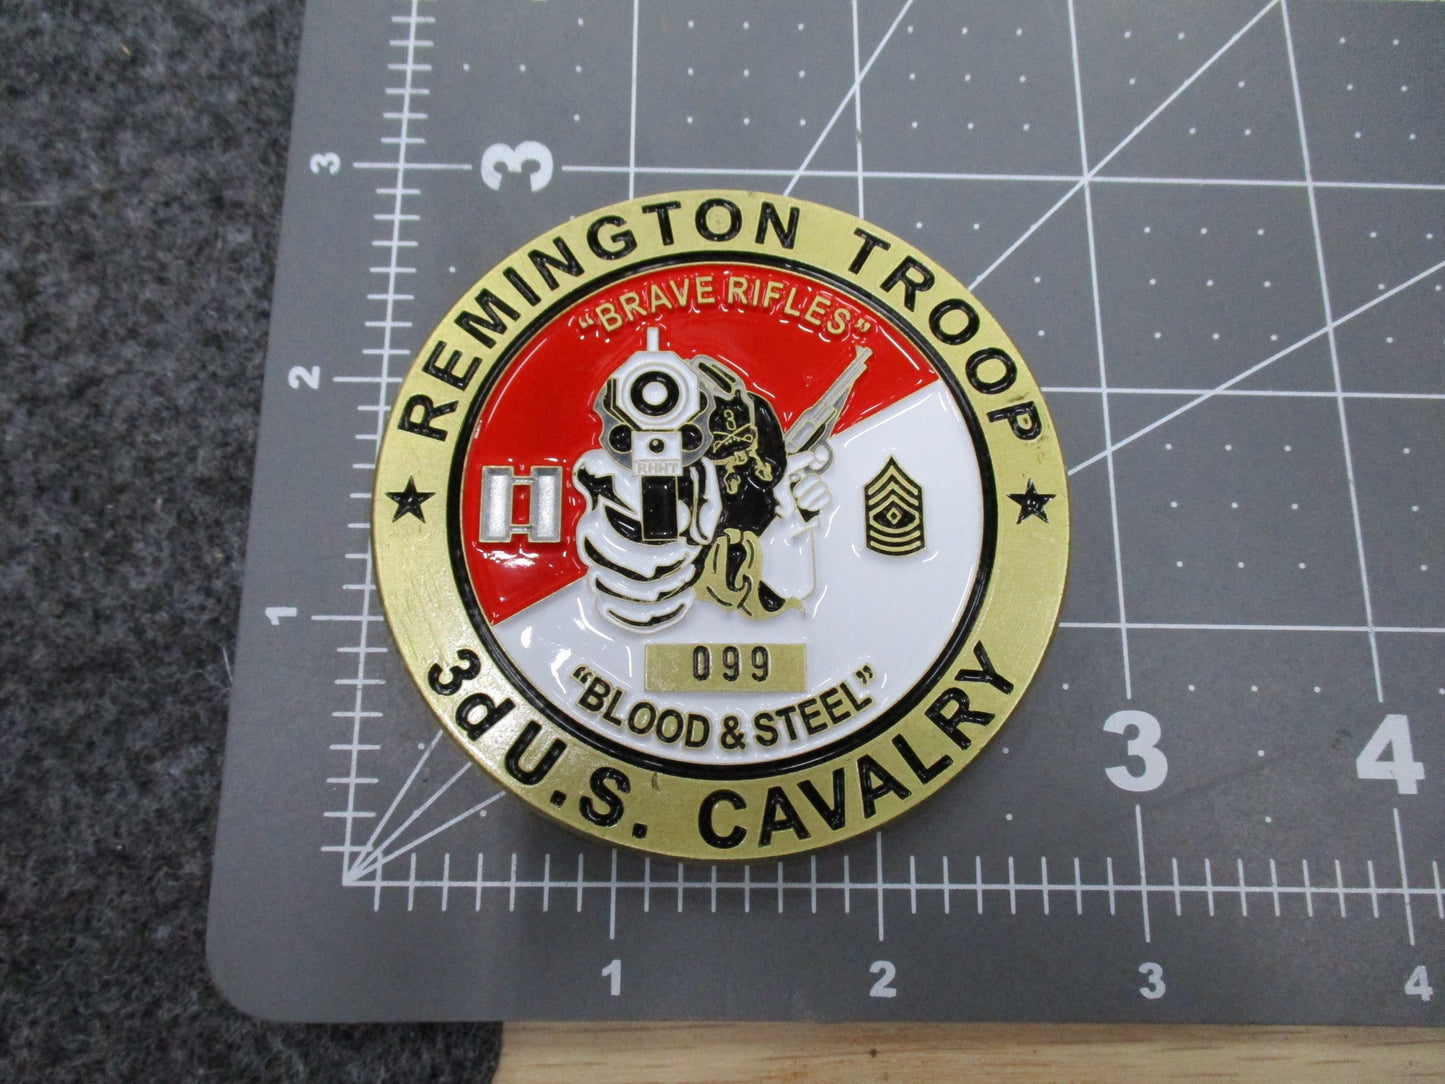 REMINGTON TROOP
"BRAVE RIFLES"
RHHT
099
"BLOOD & STEEL"
3d U.S. CAVALRY
3
3
2
1
3
4
1
2
3
4